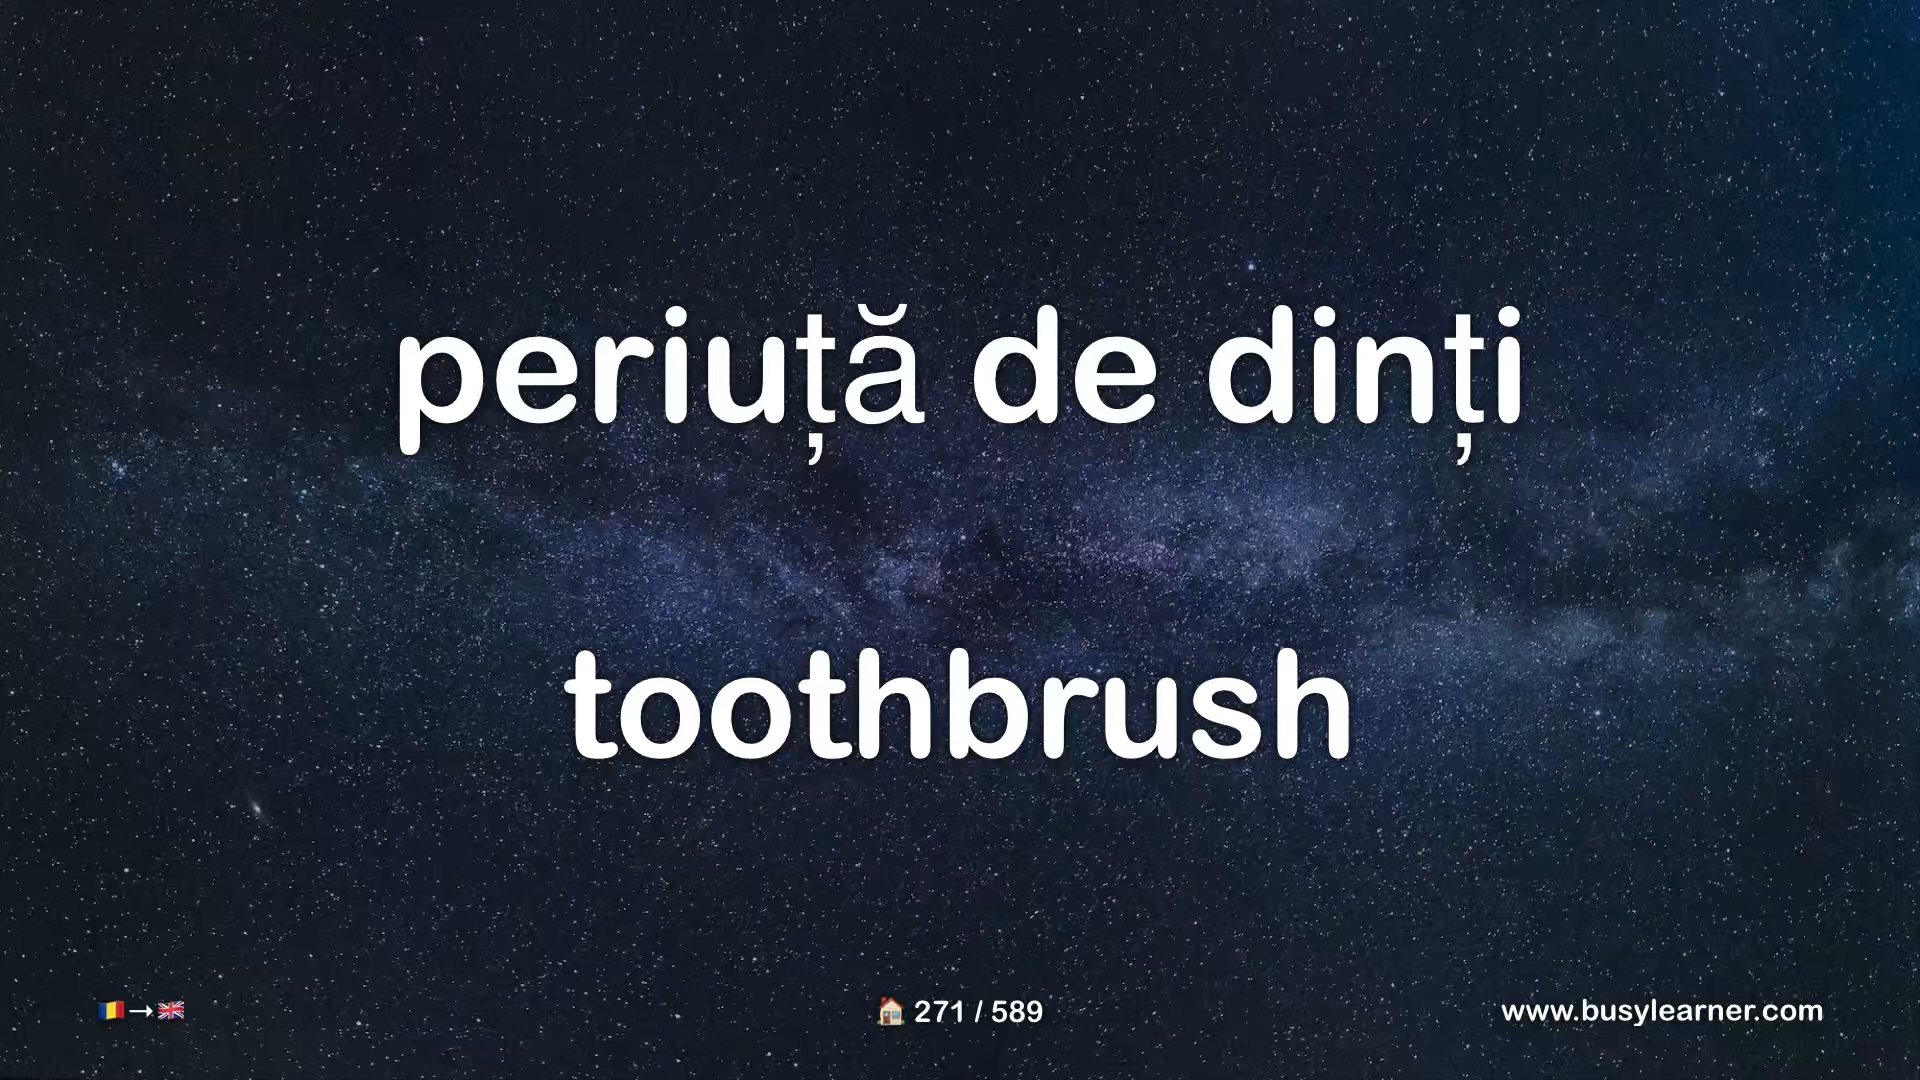 periuță de dinți
toothbrush
🇷🇴→🇬🇧 🏠 271 / 589 www.busylearner.com